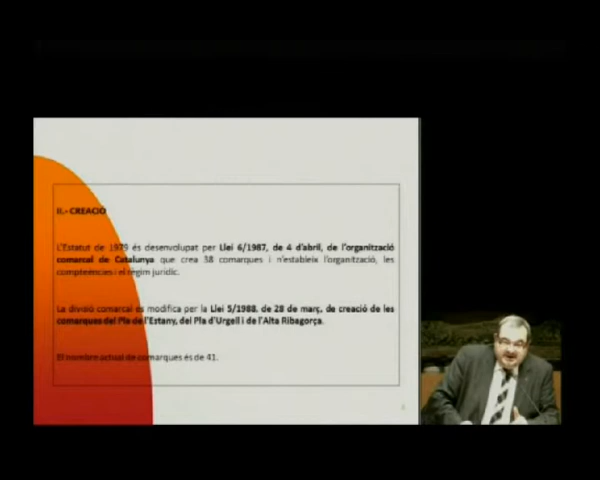 II.- CREACIÓ
L'Estatut de 1979 és desenvolupat per Llei 6/1987, de 4 d'abril, de l'organització
comarcal de Catalunya que crea 38 comarques i n'estableix l'organització, les
competències i el règim jurídic.
La divisió comarcal es modifica per la Llei 5/1988, de 28 de març, de creació de les
comarques del Pla de l'Estany, del Pla d'Urgell i de l'Alta Ribagorça.
El nombre actual de comarques és de 41.